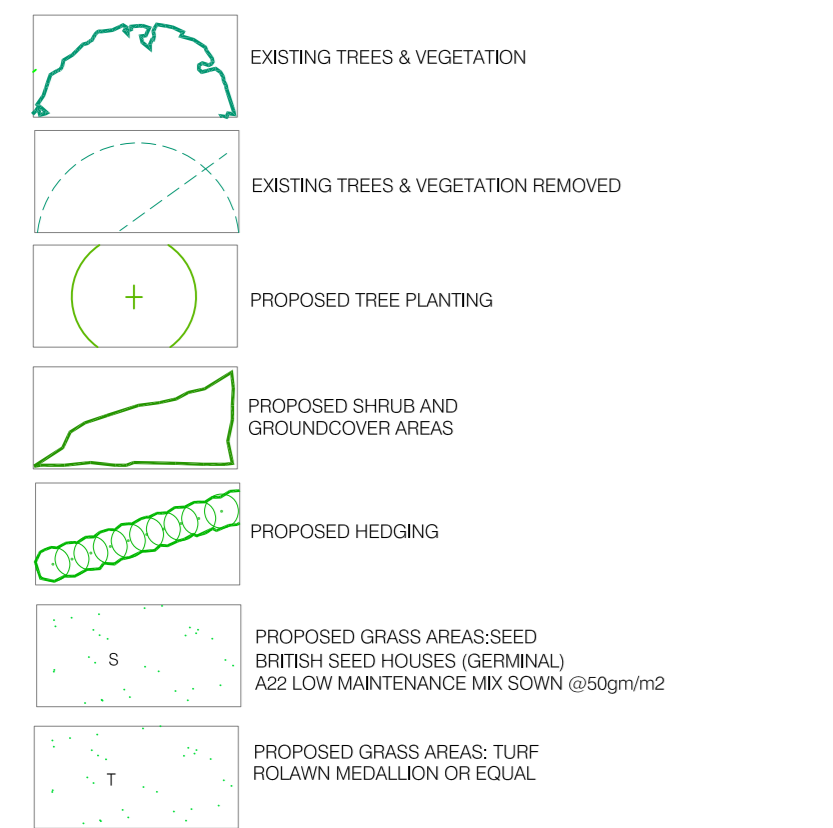 EXISTING TREES & VEGETATION
EXISTING TREES & VEGETATION REMOVED
PROPOSED TREE PLANTING
PROPOSED SHRUB AND
GROUNDCOVER AREAS
PROPOSED HEDGING
S
PROPOSED GRASS AREAS:SEED
BRITISH SEED HOUSES (GERMINAL)
A22 LOW MAINTENANCE MIX SOWN @50gm/m2
T
PROPOSED GRASS AREAS: TURF
ROLAWN MEDALLION OR EQUAL